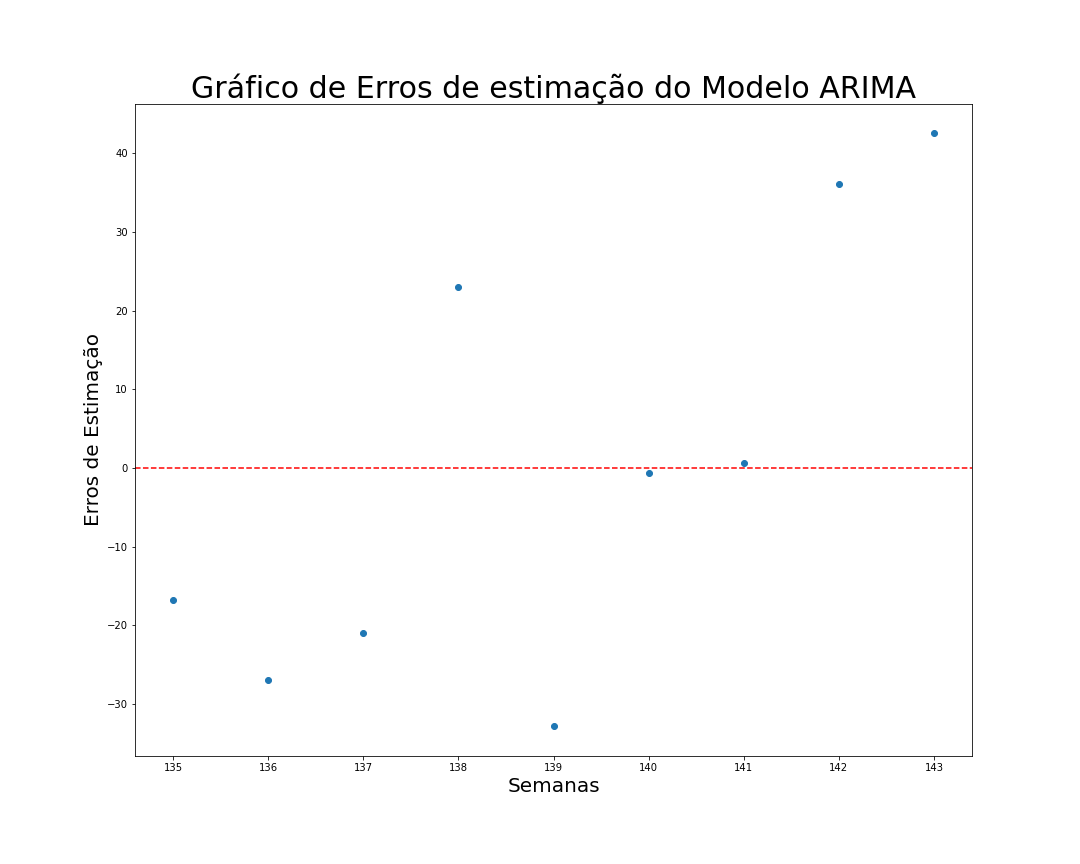 Gráfico de Erros de estimação do Modelo ARIMA
Erros de Estimação
40
30
20
10
0
−10
−20
−30
135 136 137 138 139 140 141 142 143
Semanas